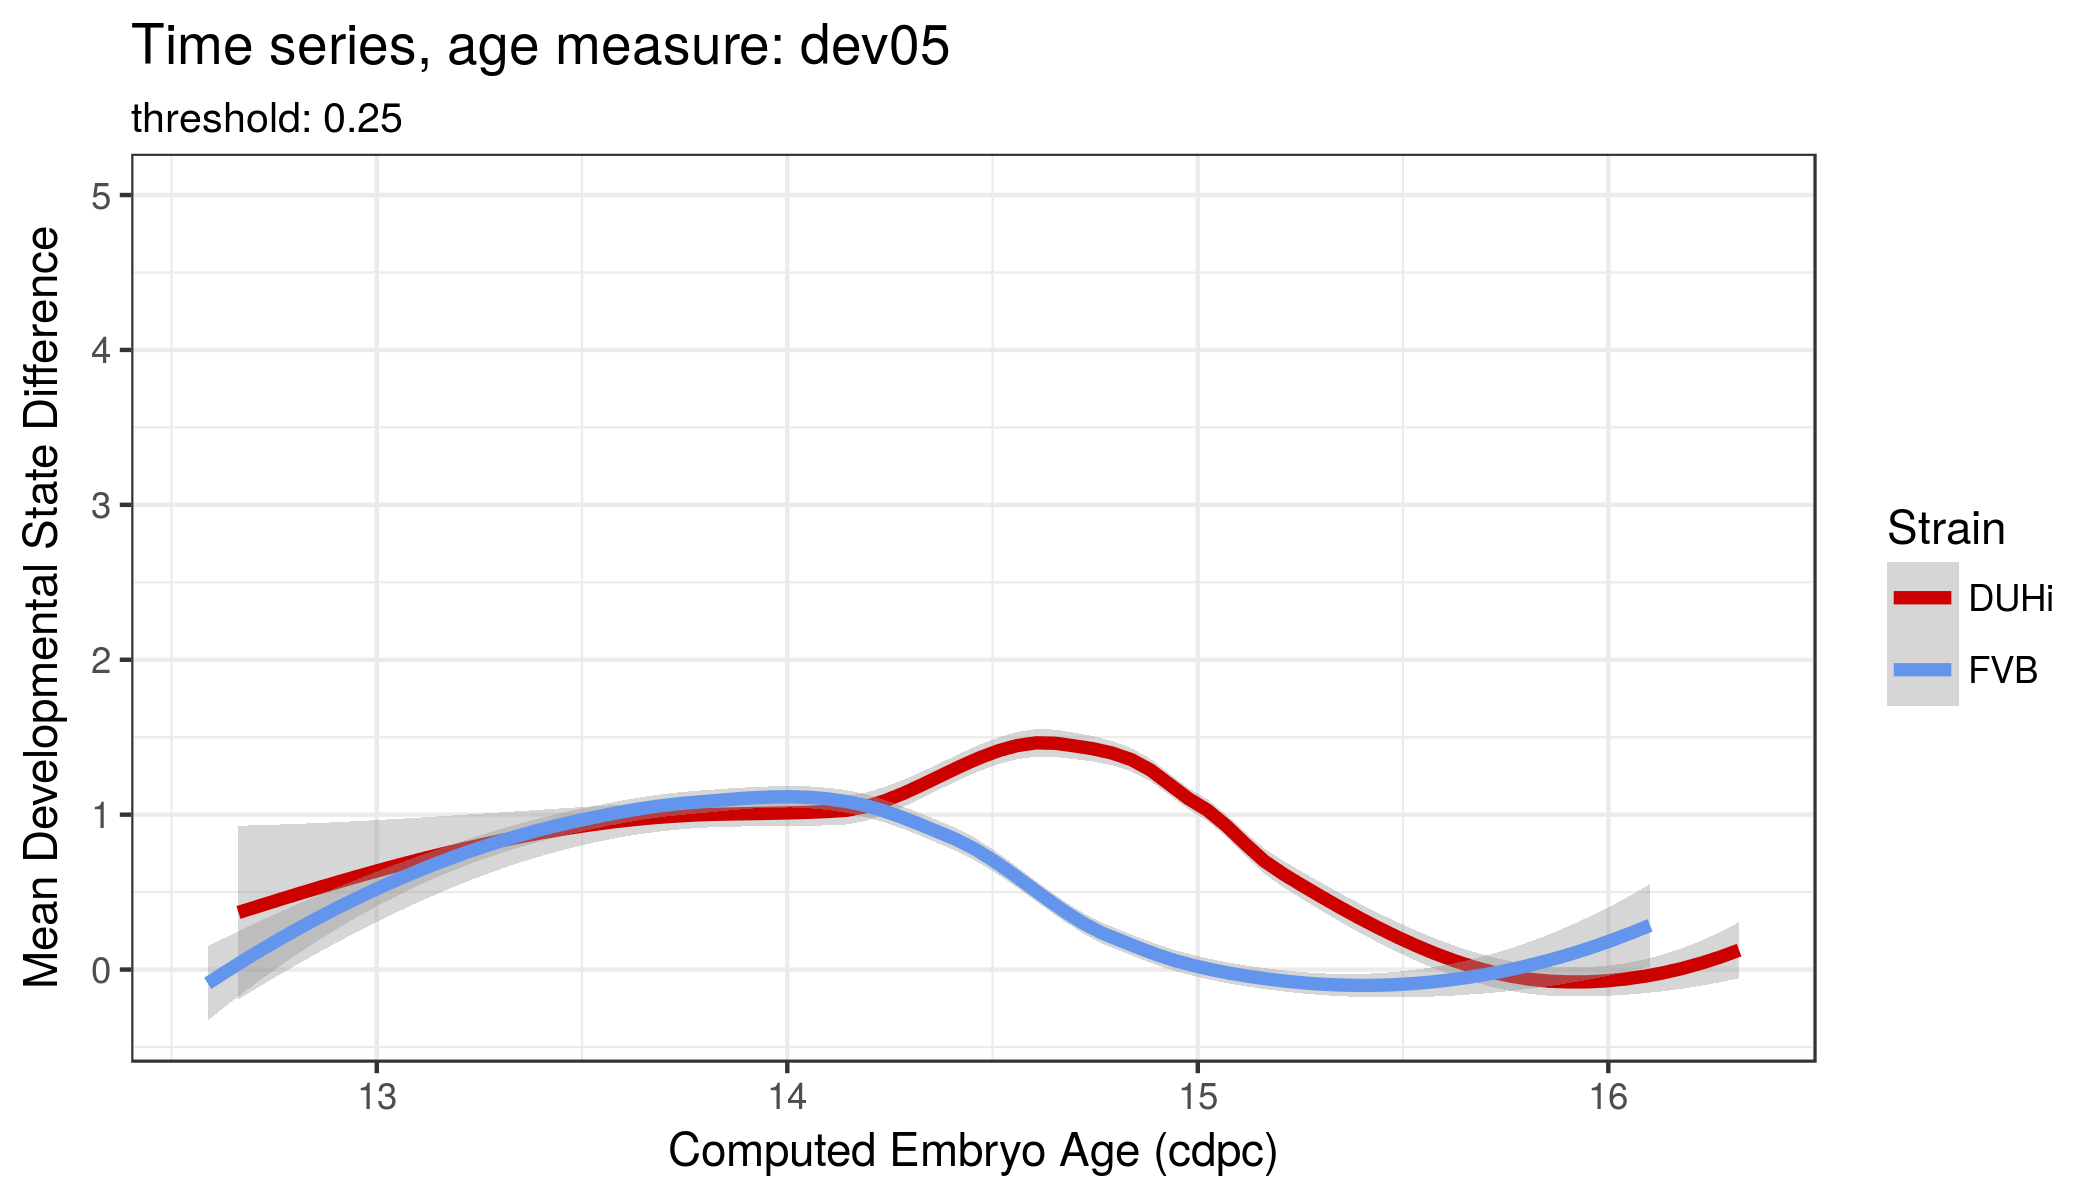 Time series, age measure: dev05
threshold: 0.25
Mean Developmental State Difference
5
4
3
2
1
0
13 14 15 16
Computed Embryo Age (cdpc)
Strain
DUHi
FVB